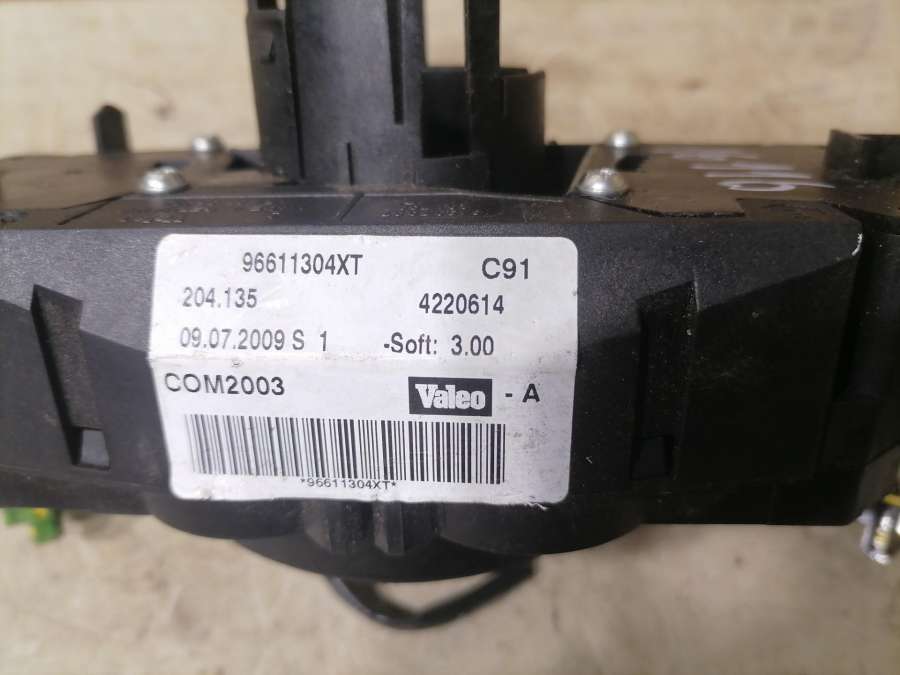 96611304XT C91
204.135 4220614
09.07.2009 S 1 -Soft: 3.00
COM2003 Valeo - A
*96611304XT*